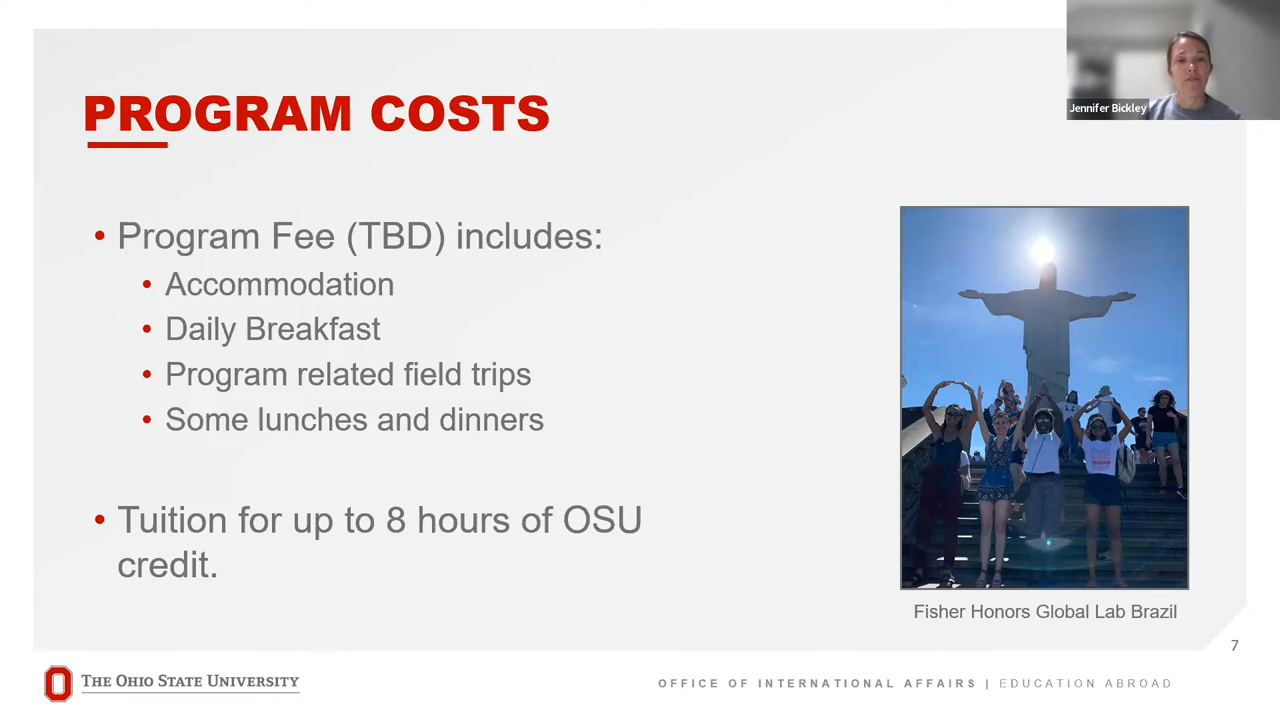 Jennifer Bickley
PROGRAM COSTS
• Program Fee (TBD) includes:
• Accommodation
• Daily Breakfast
• Program related field trips
• Some lunches and dinners
• Tuition for up to 8 hours of OSU
credit.
Fisher Honors Global Lab Brazil
7
THE OHIO STATE UNIVERSITY
OFFICE OF INTERNATIONAL AFFAIRS | EDUCATION ABROAD